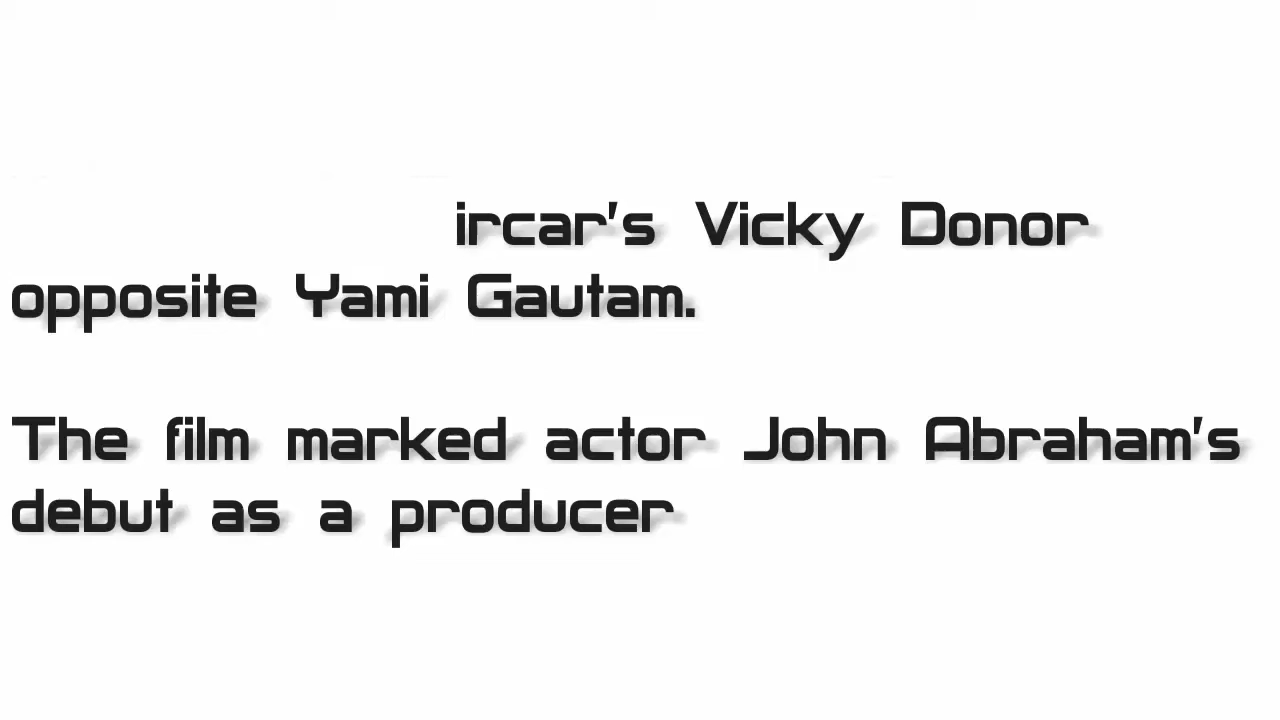 ircar's Vicky Donor
opposite Yami Gautam.
The film marked actor John Abraham's
debut as a producer